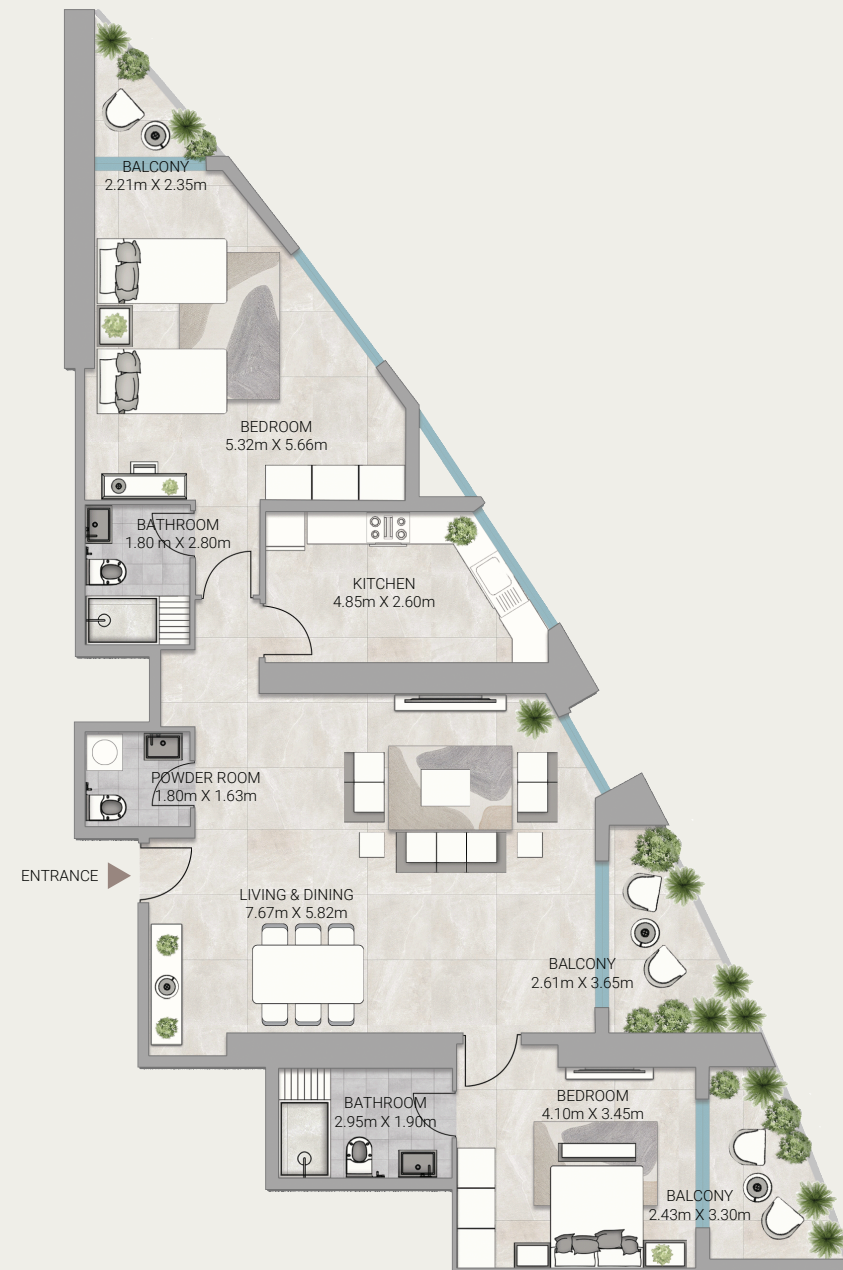 BALCONY
2.21m X 2.35m
BEDROOM
5.32m X 5.66m
BATHROOM
1.80 m X 2.80m
KITCHEN
4.85m X 2.60m
POWDER ROOM
1.80m X 1.63m
ENTRANCE
LIVING & DINING
7.67m X 5.82m
BALCONY
2.61m X 3.65m
BATHROOM
2.95m X 1.90m
BEDROOM
4.10m X 3.45m
BALCONY
2.43m X 3.30m